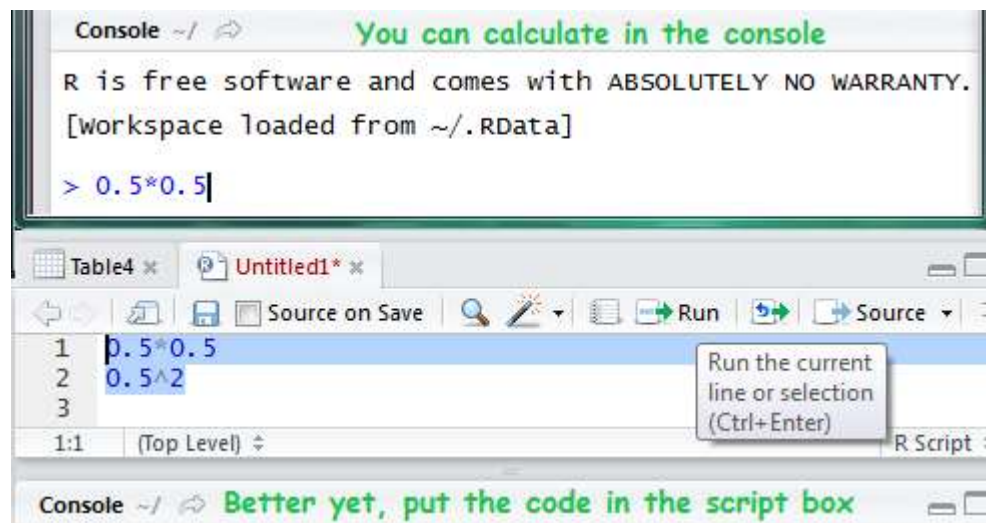 Console ~/ You can calculate in the console
R is free software and comes with ABSOLUTELY NO WARRANTY.
[Workspace loaded from ~/.RData]
> 0.5*0.5
Table4 Untitled1*
Source on Save Run Source
1 0.5*0.5
2 0.5^2
3
Run the current
line or selection
(Ctrl+Enter)
1:1 (Top Level) R Script
Console ~/ Better yet, put the code in the script box